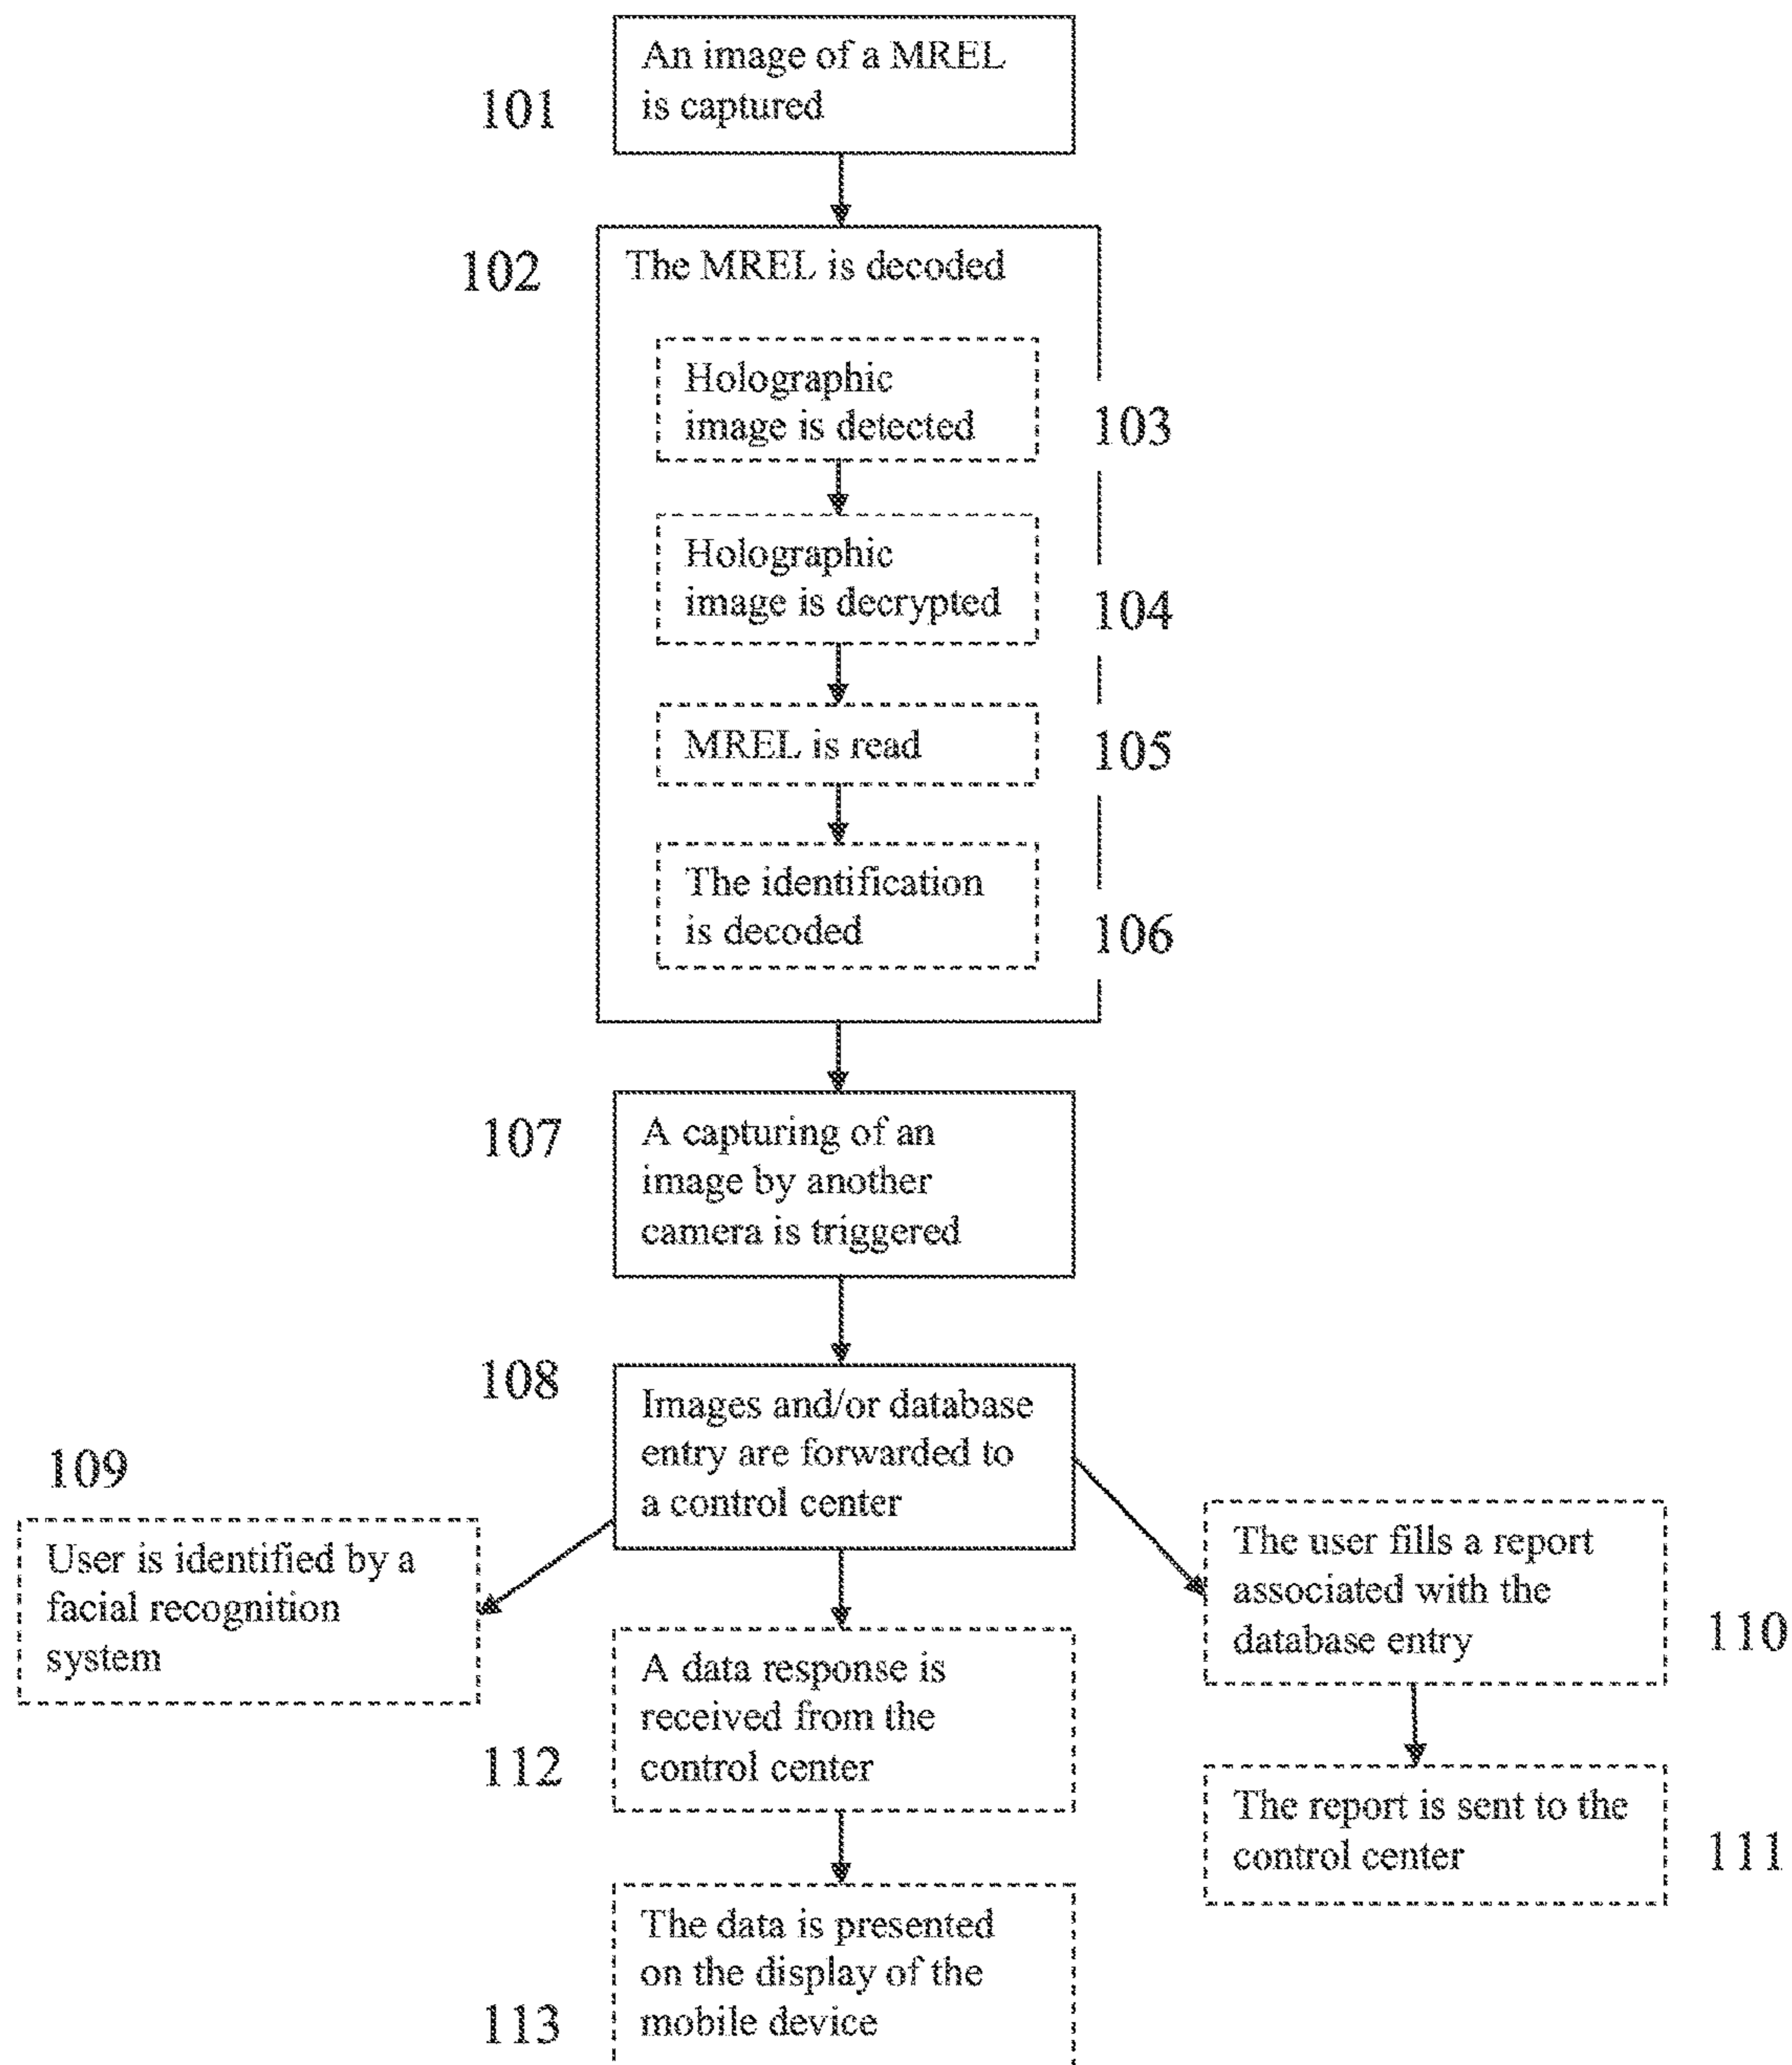 An image of a MREL
is captured
101
102
The MREL is decoded
Holographic
image is detected
103
Holographic
image is decrypted
104
MREL is read
105
The identification
is decoded
106
107
A capturing of an
image by another
camera is triggered
108
Images and/or database
entry are forwarded to
a control center
109
User is identified by a
facial recognition
system
The user fills a report
associated with the
database entry
110
A data response is
received from the
control center
112
The report is sent to the
control center
111
The data is presented
on the display of the
mobile device
113